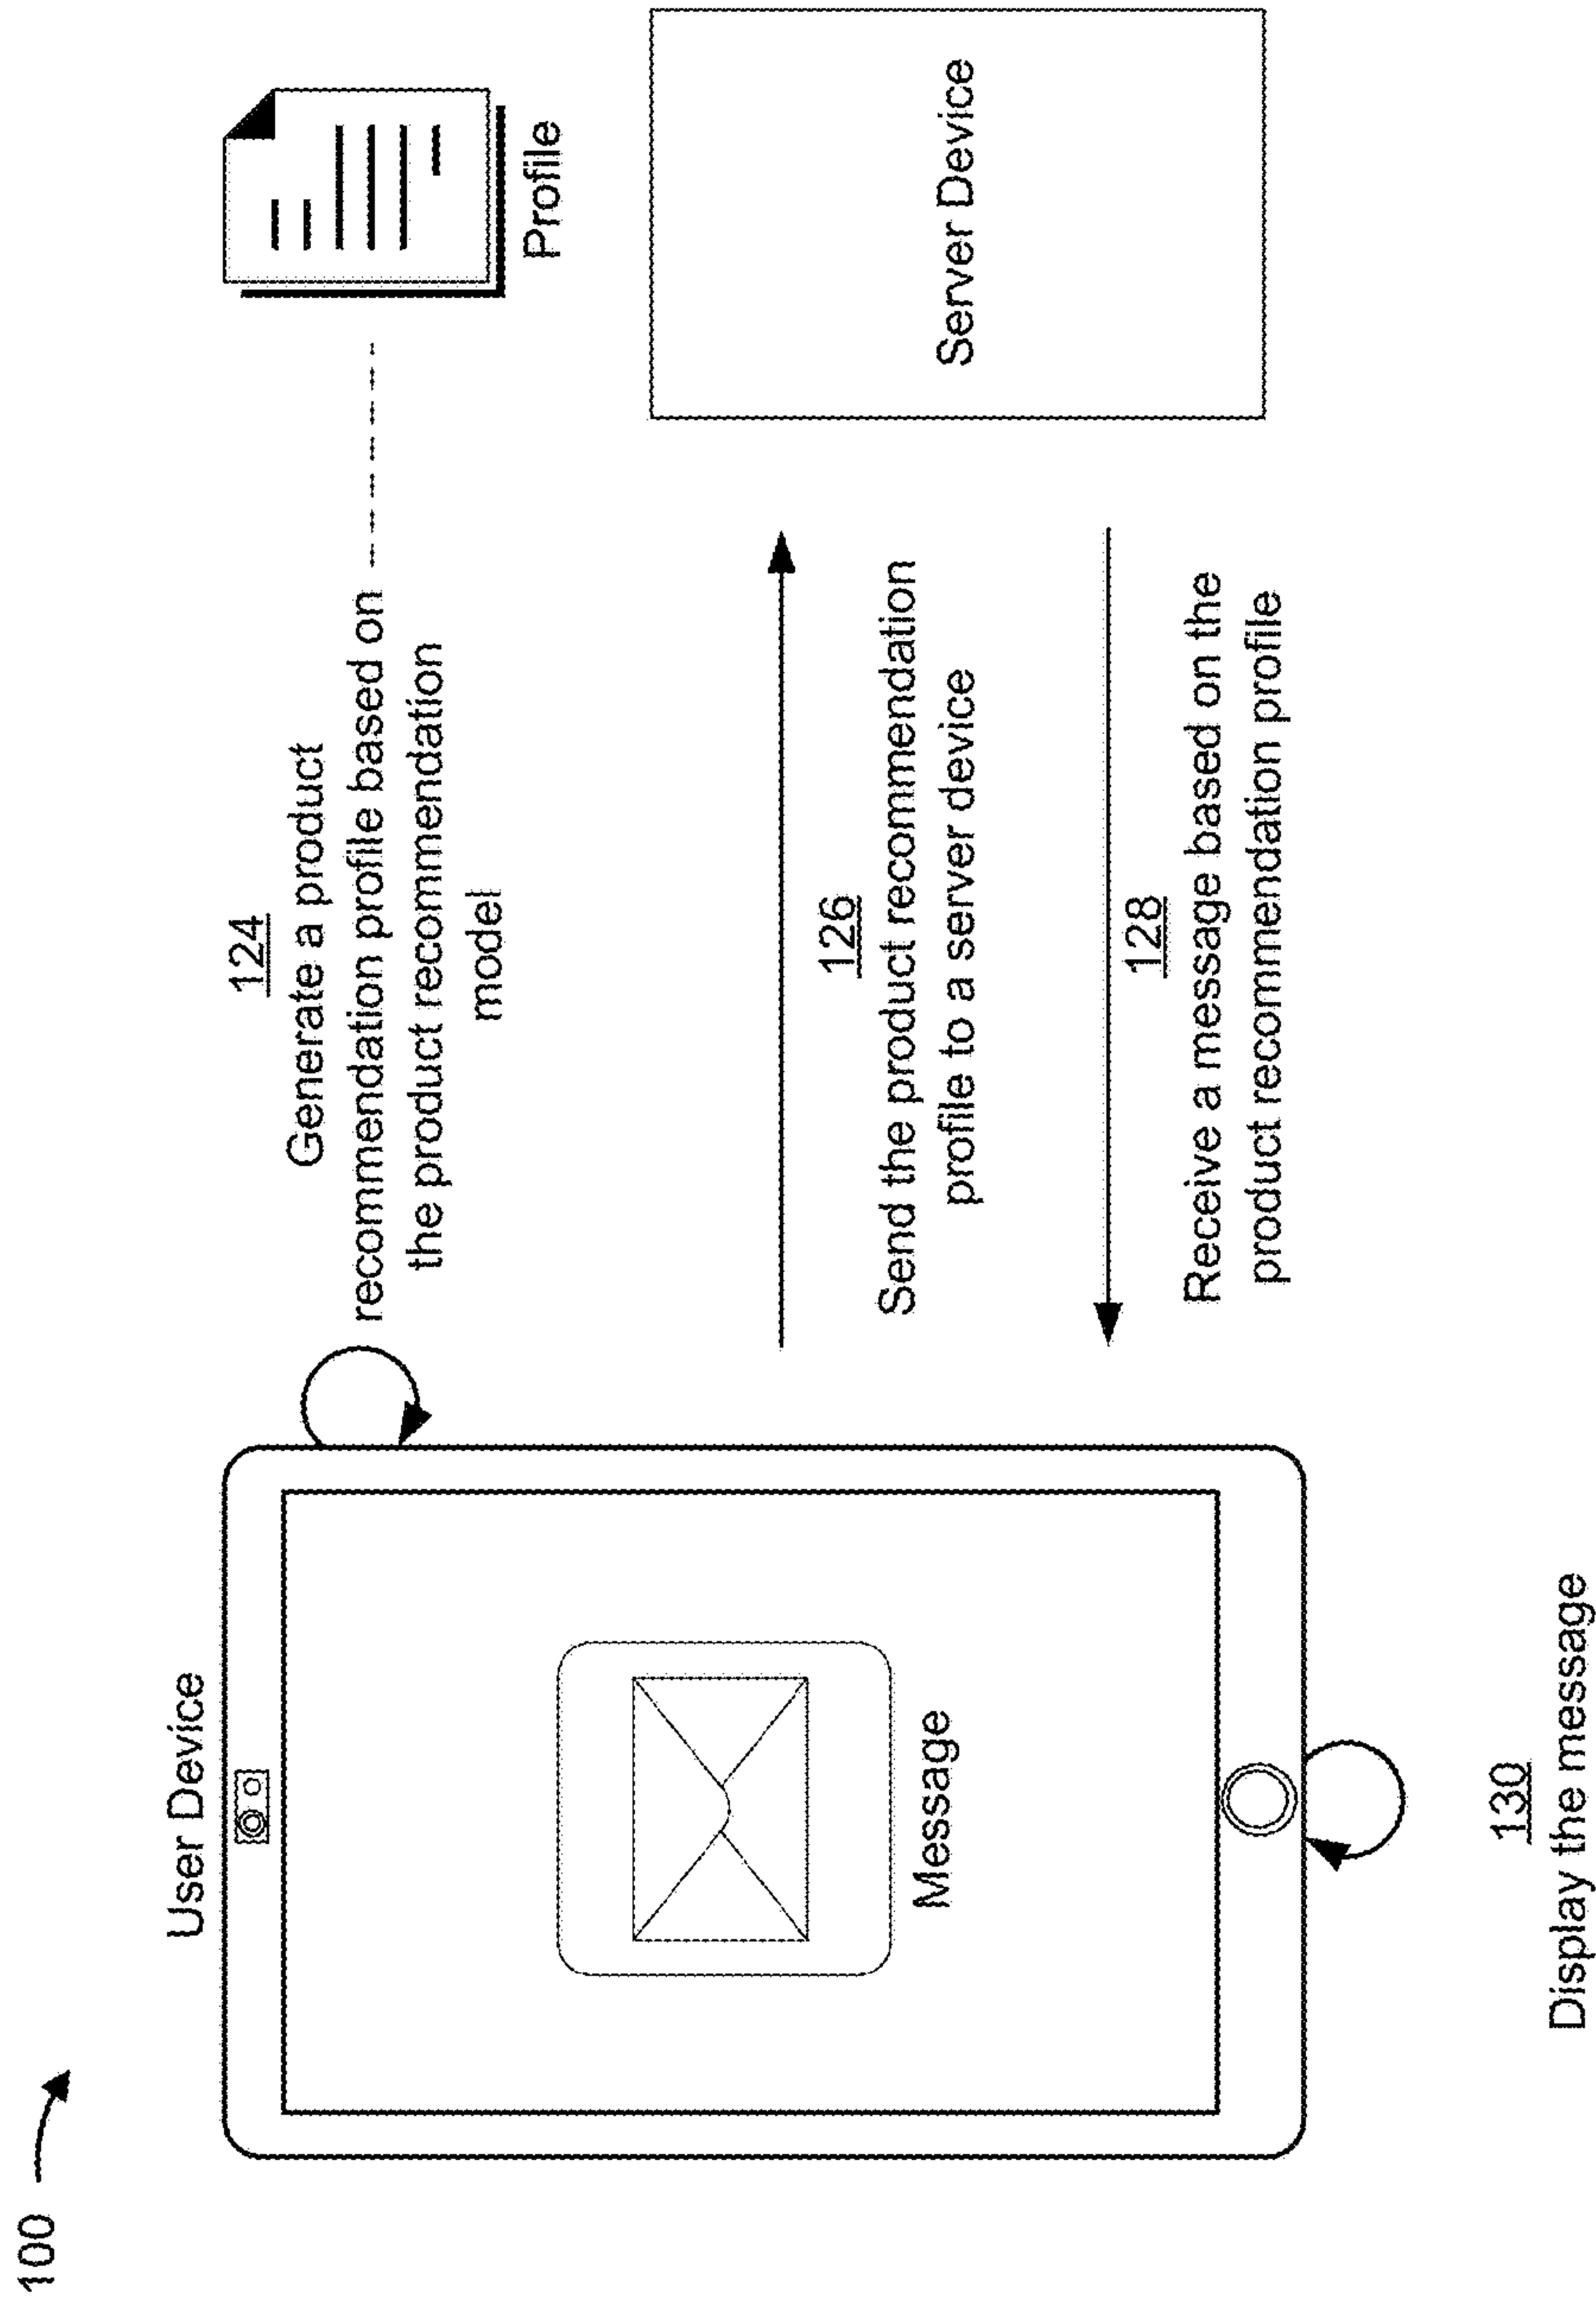 100
User Device
Message
130
Display the message
124
Generate a product
recommendation profile based on
the product recommendation
model
Profile
126
Send the product recommendation
profile to a server device
128
Receive a message based on the
product recommendation profile
Server Device